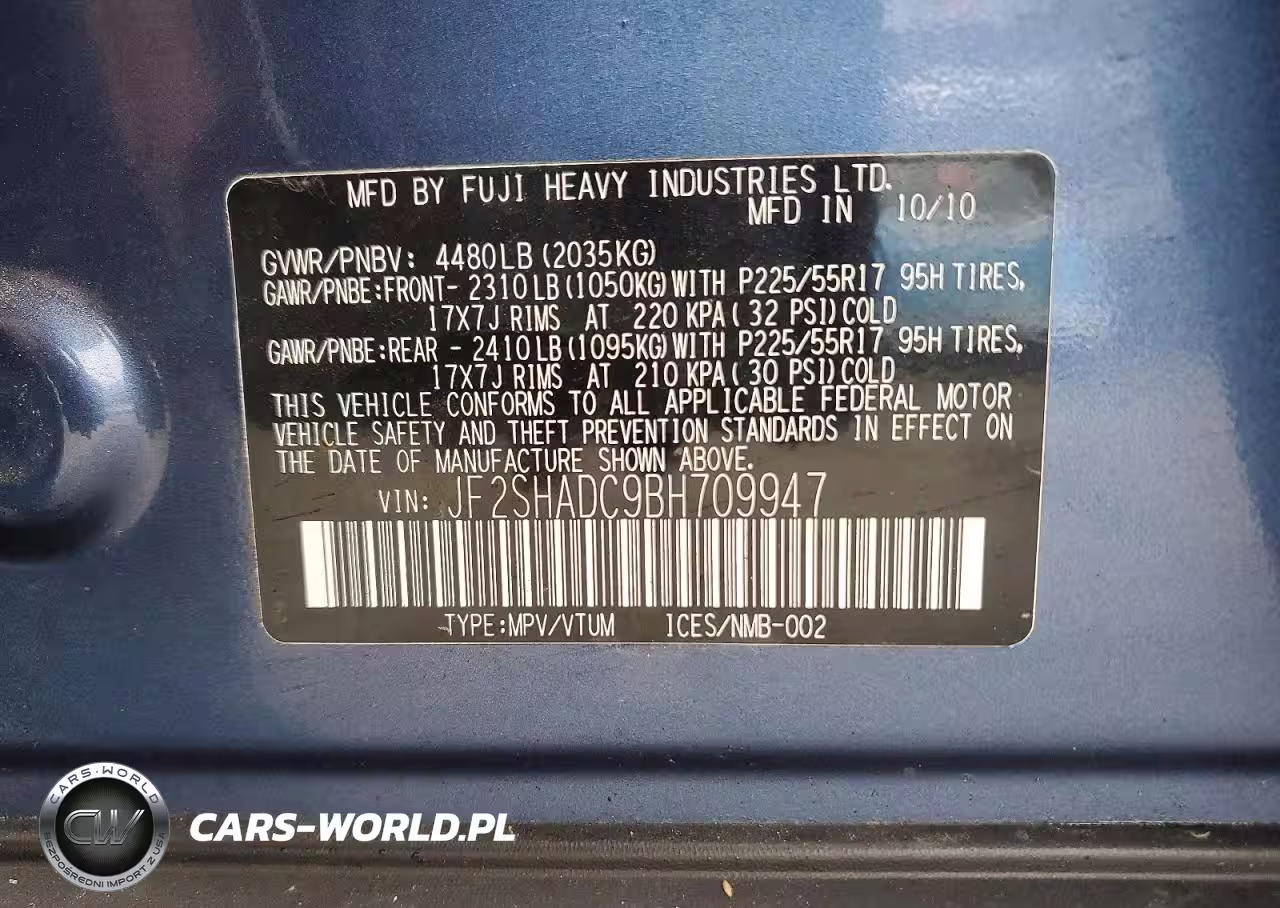 MFD BY FUJI HEAVY INDUSTRIES LTD.
MFD IN 10/10
GVWR/PNBV: 4480LB (2035KG)
GAWR/PNBE:FRONT- 2310 LB (1050KG) WITH P225/55R17 95H TIRES,
17X7J RIMS AT 220 KPA ( 32 PSI) COLD
GAWR/PNBE:REAR - 2410 LB (1095KG) WITH P225/55R17 95H TIRES,
17X7J RIMS AT 210 KPA ( 30 PSI) COLD
THIS VEHICLE CONFORMS TO ALL APPLICABLE FEDERAL MOTOR
VEHICLE SAFETY AND THEFT PREVENTION STANDARDS IN EFFECT ON
THE DATE OF MANUFACTURE SHOWN ABOVE.
VIN: JF2SHADC9BH709947
TYPE:MPV/VTUM ICES/NMB-002
CARS-WORLD
CW
BEZPOŚREDNI IMPORT Z USA
CARS-WORLD.PL